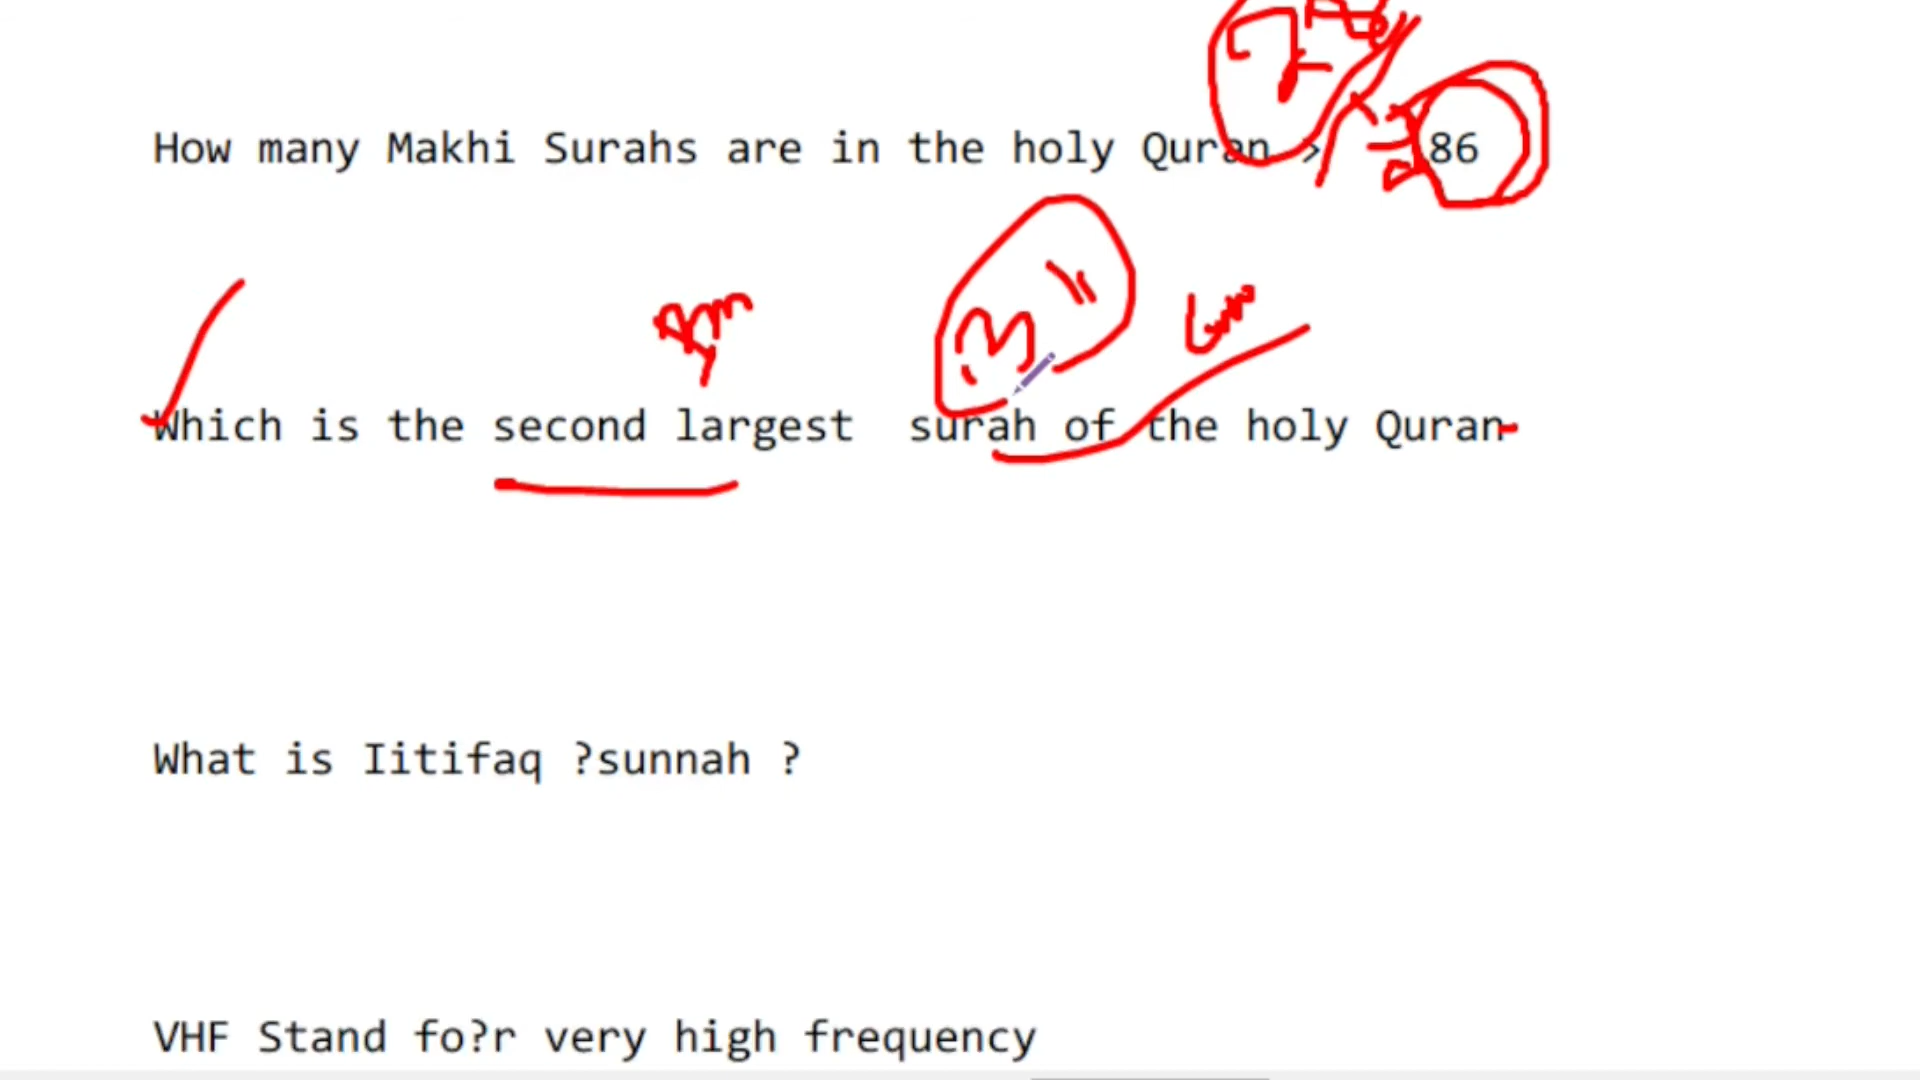 How many Makhi Surahs are in the holy Quran > 86
Which is the second largest surah of the holy Quran
What is Iitifaq ?sunnah ?
VHF Stand fo?r very high frequency